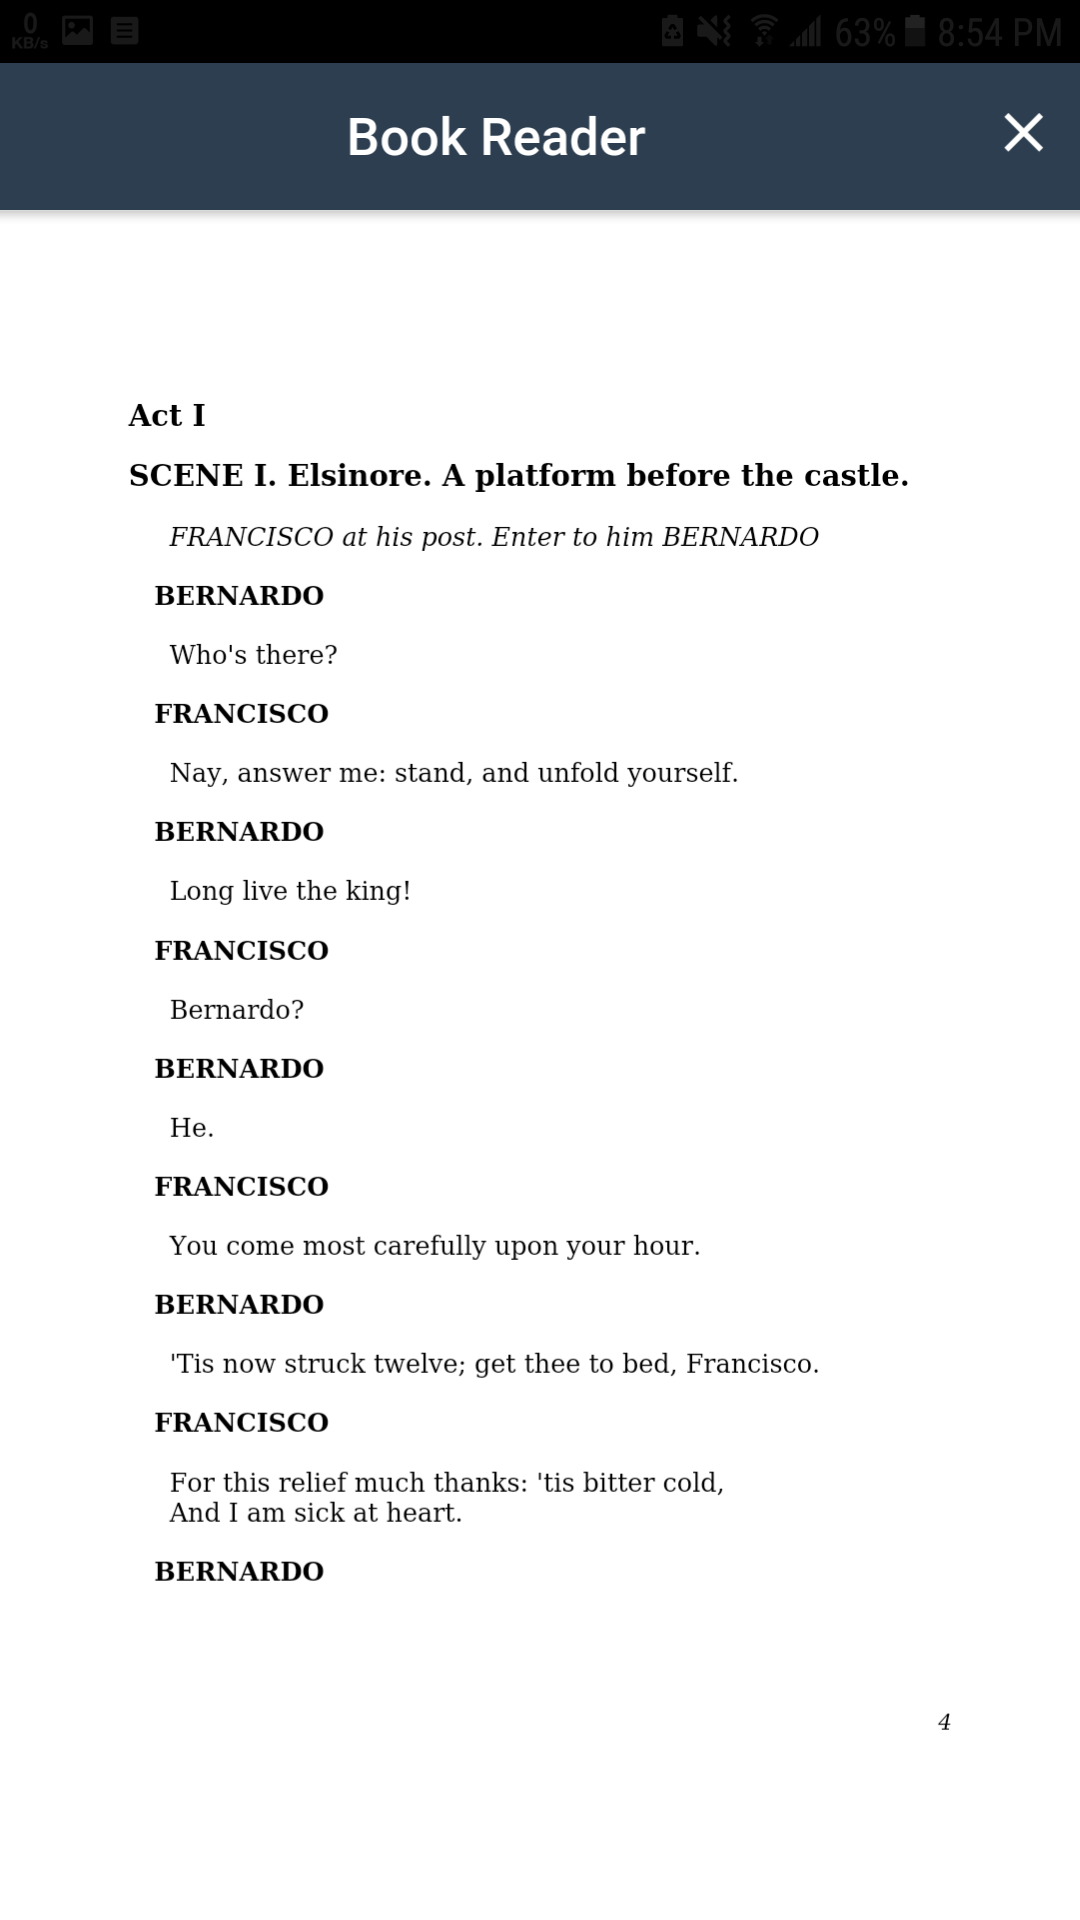 0
KB/s
63%
8:54 PM
Book Reader
Act I
SCENE I. Elsinore. A platform before the castle.
FRANCISCO at his post. Enter to him BERNARDO
BERNARDO
Who's there?
FRANCISCO
Nay, answer me: stand, and unfold yourself.
BERNARDO
Long live the king!
FRANCISCO
Bernardo?
BERNARDO
He.
FRANCISCO
You come most carefully upon your hour.
BERNARDO
'Tis now struck twelve; get thee to bed, Francisco.
FRANCISCO
For this relief much thanks: 'tis bitter cold,
And I am sick at heart.
BERNARDO
4